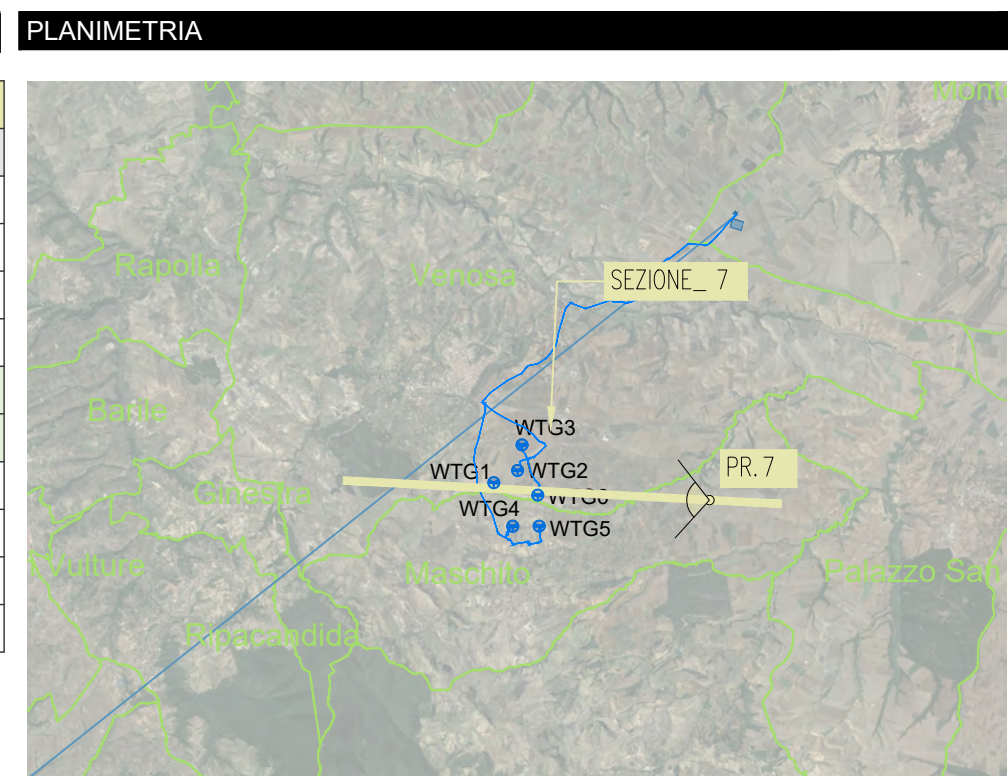 PLANIMETRIA
Rapolla
Venosa
SEZIONE_ 7
Barile
WTG3
WTG1
WTG2
PR.7
Ginestra
WTG4
WTG5
Vulture
Maschito
Palazzo San
Ripacandida